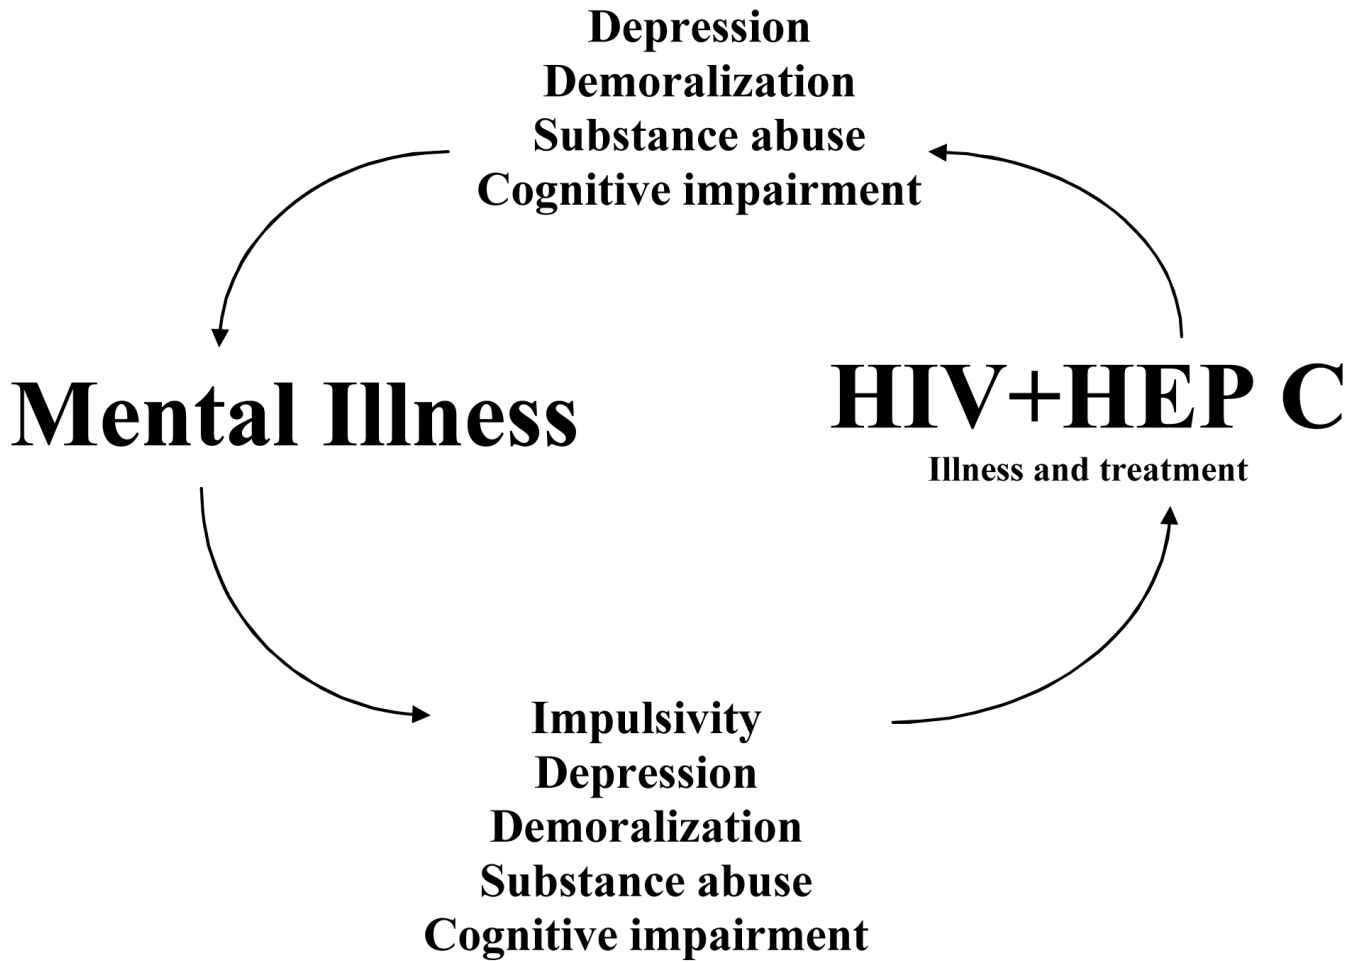 Depression
Demoralization
Substance abuse
Cognitive impairment
Mental Illness
HIV+HEP C
Illness and treatment
Impulsivity
Depression
Demoralization
Substance abuse
Cognitive impairment